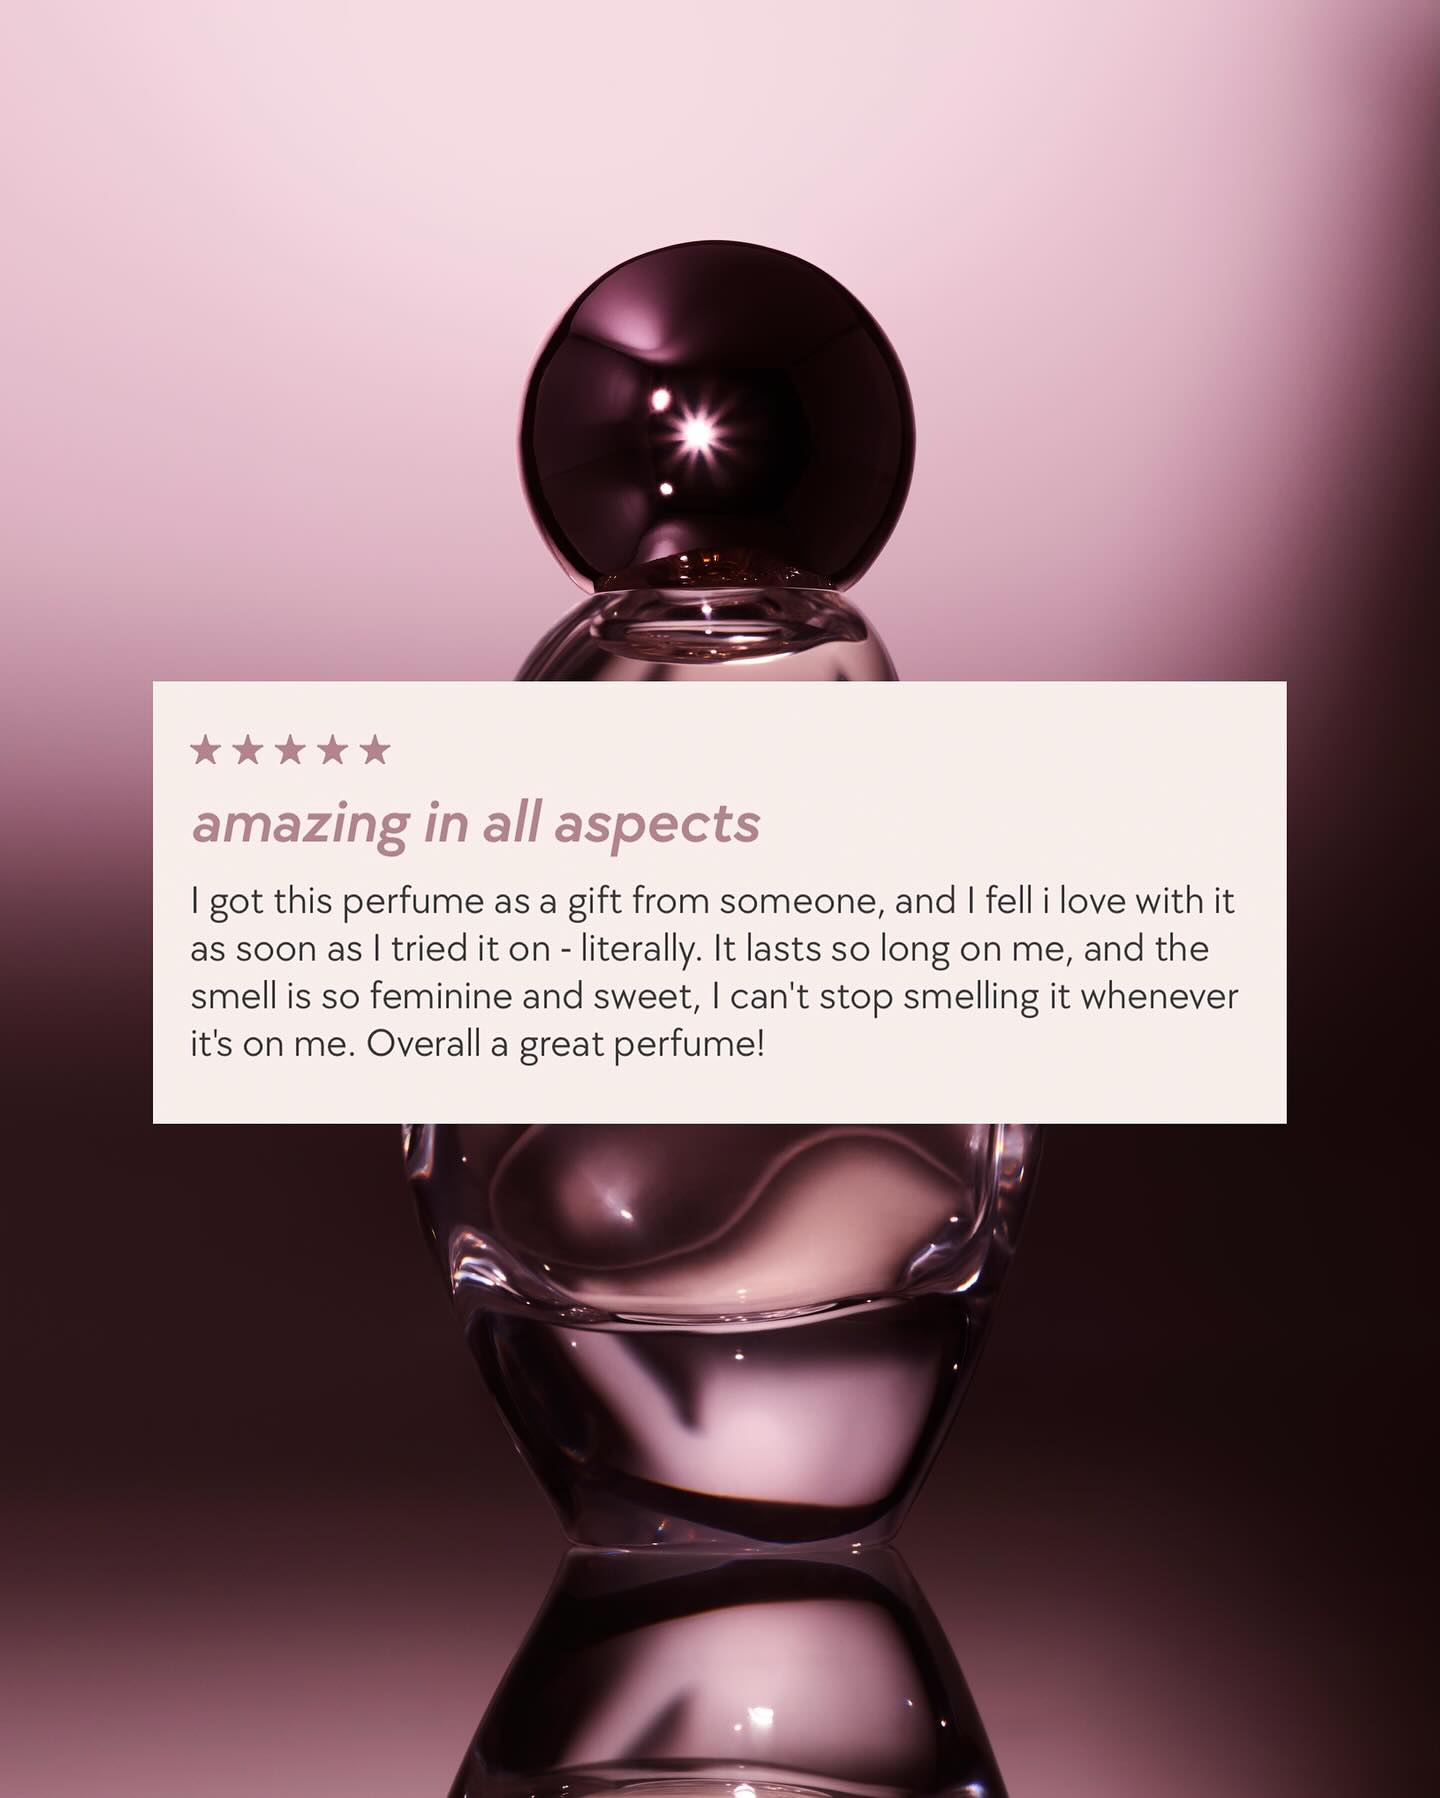 ★★★★★
amazing in all aspects
I got this perfume as a gift from someone, and I fell i love with it
as soon as I tried it on - literally. It lasts so long on me, and the
smell is so feminine and sweet, I can't stop smelling it whenever
it's on me. Overall a great perfume!